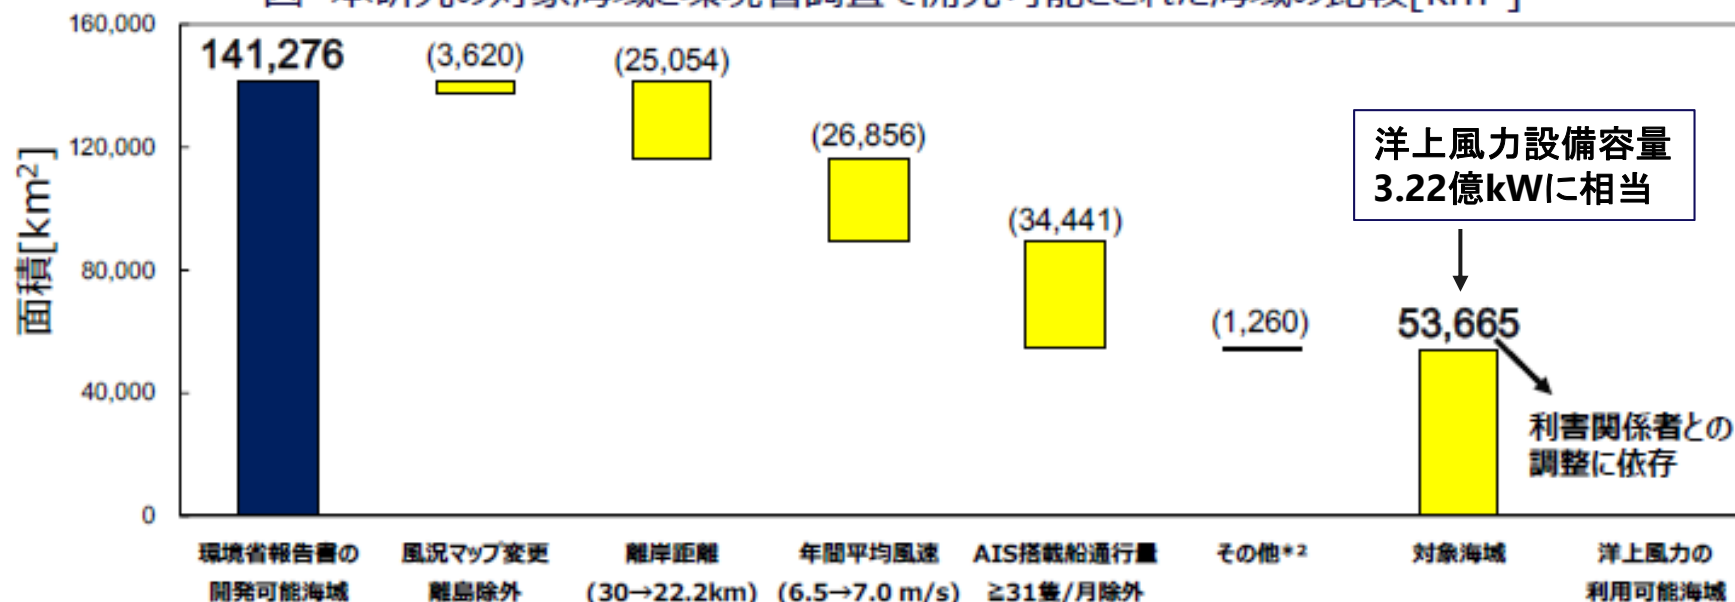 160,000
141,276
(3,620)
(25,054)
120,000
(26,856)
洋上風力設備容量
3.22億kWに相当
(34,441)
面積[km²]
80,000
(1,260)
53,665
40,000
利害関係者との
調整に依存
0
環境省報告書の
開発可能海域
風況マップ変更
離島除外
離岸距離
(30→22.2km)
年間平均風速
(6.5→7.0 m/s)
AIS搭載船通行量
≧31隻/月除外
その他*²
対象海域
洋上風力の
利用可能海域